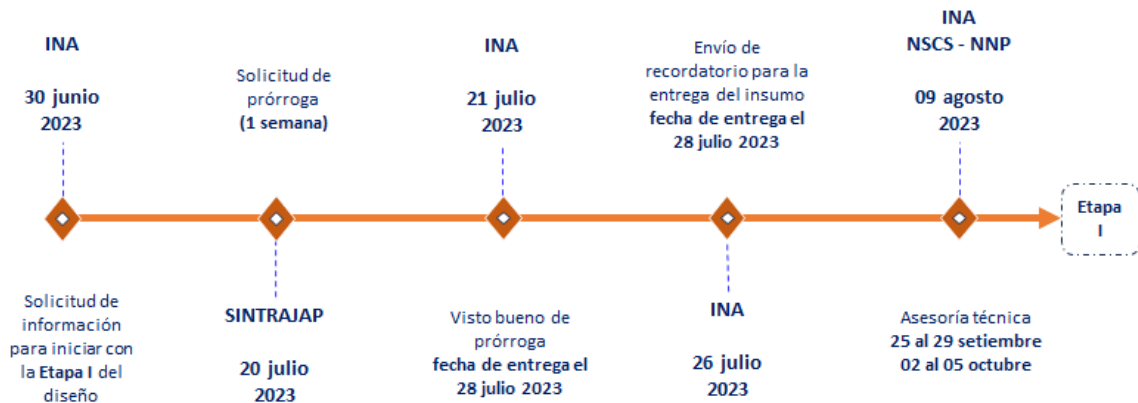 INA
30 junio
2023
Solicitud de
información
para iniciar con
la Etapa I del
diseño
Solicitud de
prórroga
(1 semana)
SINTRAJAP
20 julio
2023
INA
21 julio
2023
Visto bueno de
prórroga
fecha de entrega el
28 julio 2023
Envío de
recordatorio para la
entrega del insumo
fecha de entrega el
28 julio 2023
INA
26 julio
2023
INA
NSCS - NNP
09 agosto
2023
Asesoría técnica
25 al 29 setiembre
02 al 05 octubre
Etapa
I